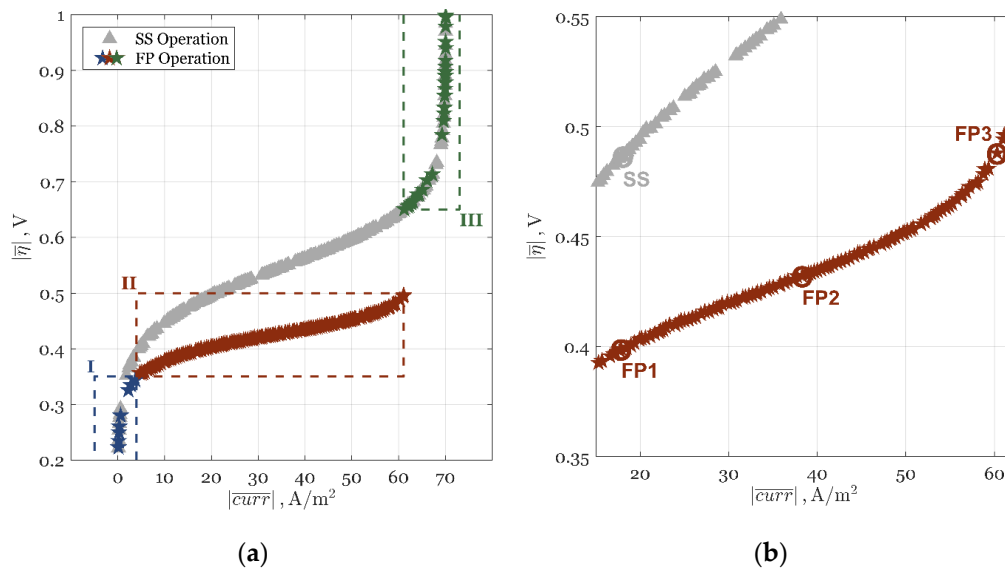 SS Operation
FP Operation
1
0.9
0.8
0.7
0.6
0.5
0.4
0.3
0.2
|η̅| , V
I
II
III
0 10 20 30 40 50 60 70
|c̅u̅r̅r̅| , A/m²
(a)
0.55
0.5
0.45
0.4
0.35
|η̅| , V
SS
FP1
FP2
FP3
20 30 40 50 60
|c̅u̅r̅r̅| , A/m²
(b)